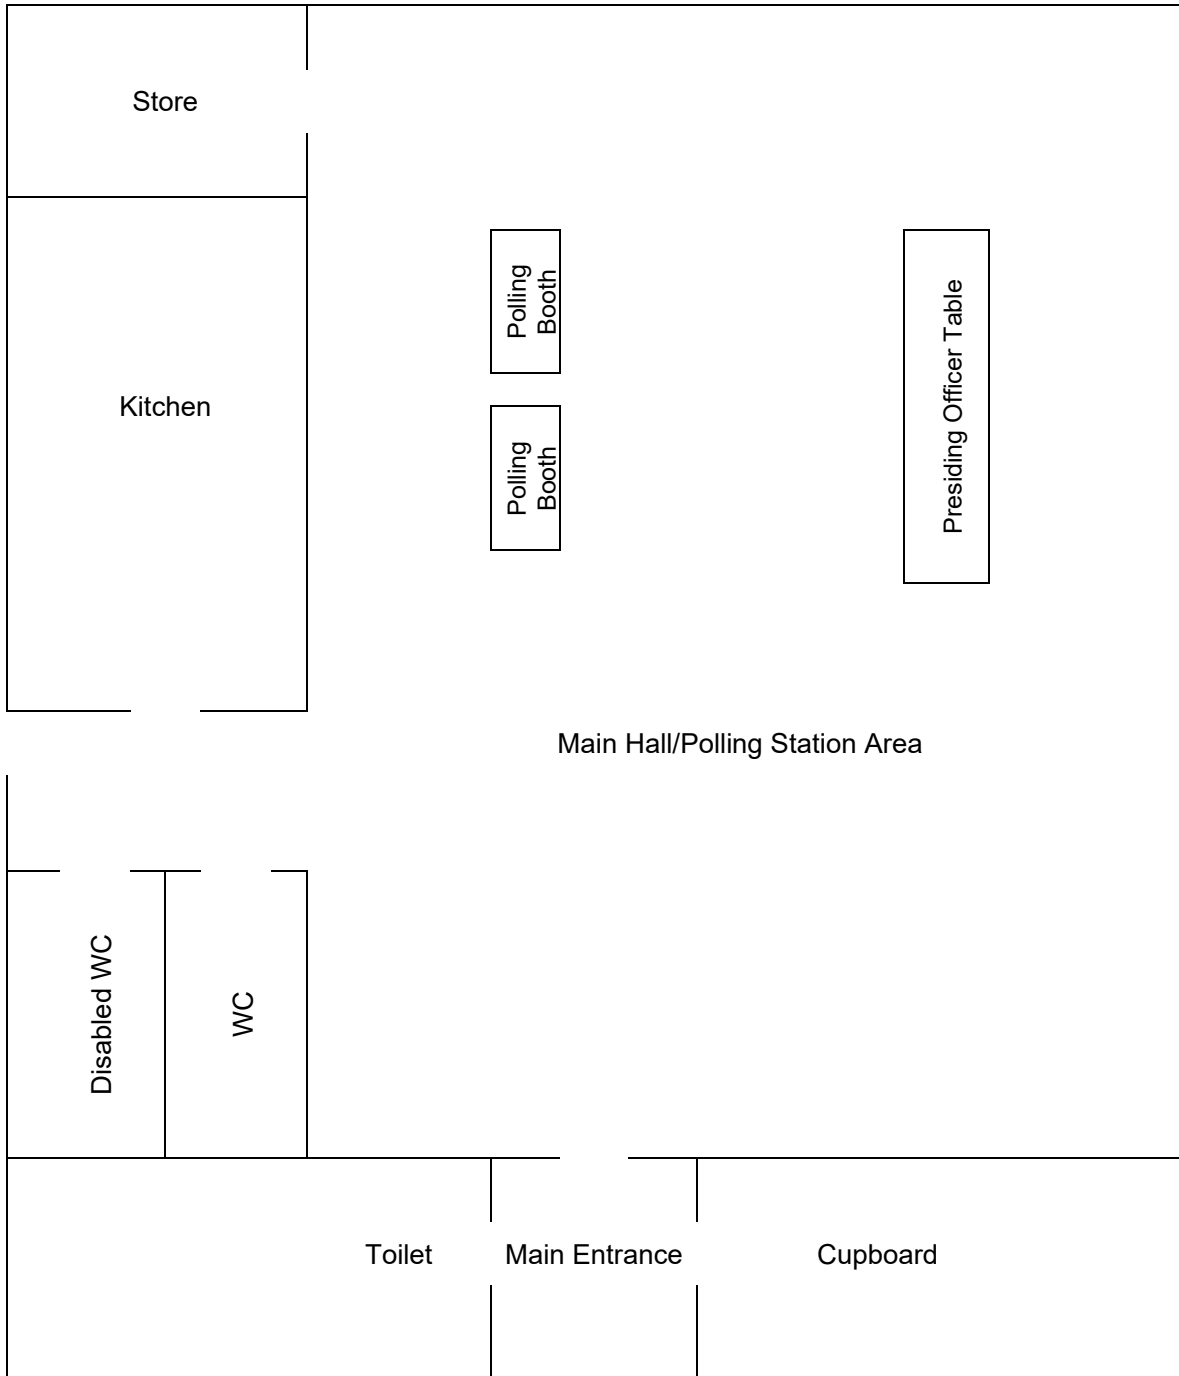 Store
Polling
Booth
Presiding Officer Table
Kitchen
Polling
Booth
Main Hall/Polling Station Area
Disabled WC
WC
Toilet
Main Entrance
Cupboard